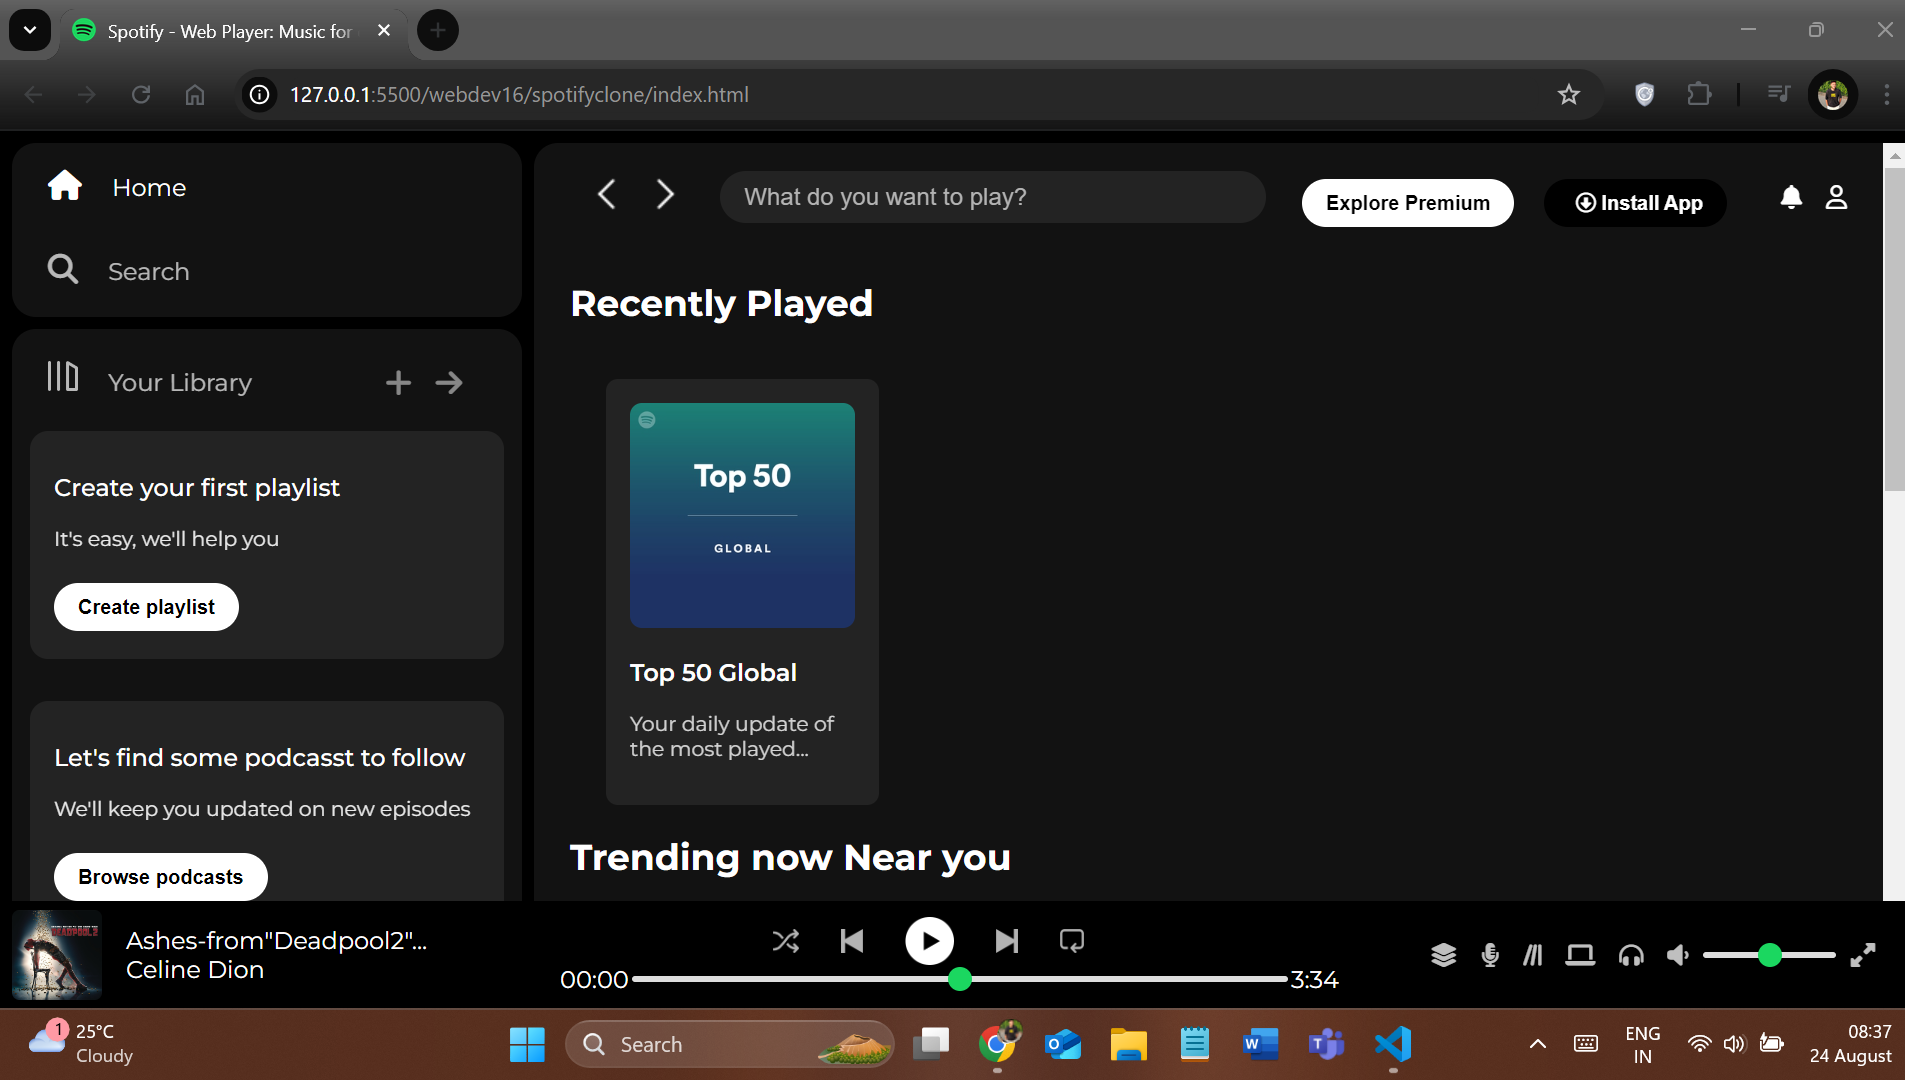 Spotify - Web Player: Music for
127.0.0.1:5500/webdev16/spotifyclone/index.html
Home
Search
Your Library
Create your first playlist
It's easy, we'll help you
Create playlist
Let's find some podcasst to follow
We'll keep you updated on new episodes
Browse podcasts
What do you want to play?
Explore Premium
Install App
Recently Played
Top 50
GLOBAL
Top 50 Global
Your daily update of
the most played...
Trending now Near you
DEADPOOL2
Ashes-from"Deadpool2"...
Celine Dion
00:00
3:34
1
25°C
Cloudy
Search
ENG
IN
08:37
24 August